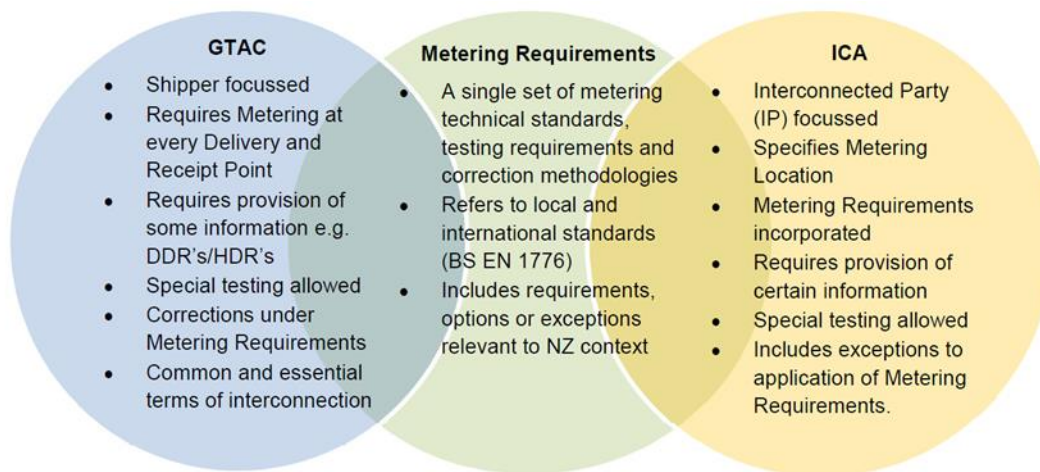 GTAC
• Shipper focussed
• Requires Metering at
every Delivery and
Receipt Point
• Requires provision of
some information e.g.
DDR's/HDR's
• Special testing allowed
• Corrections under
Metering Requirements
• Common and essential
terms of interconnection
Metering Requirements
• A single set of metering
technical standards,
testing requirements and
correction methodologies
• Refers to local and
international standards
(BS EN 1776)
• Includes requirements,
options or exceptions
relevant to NZ context
ICA
• Interconnected Party
(IP) focussed
• Specifies Metering
Location
• Metering Requirements
incorporated
• Requires provision of
certain information
• Special testing allowed
• Includes exceptions to
application of Metering
Requirements.